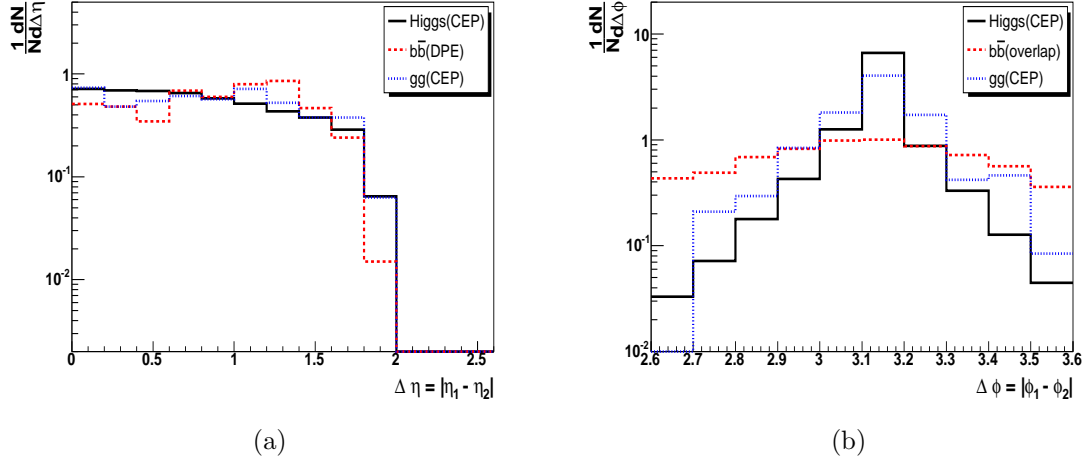 1 dN
N dΔη
Higgs(CEP)
bb̄(DPE)
gg(CEP)
1
10⁻¹
10⁻²
0 0.5 1 1.5 2 2.5
Δ η = |η₁ - η₂|
(a)
1 dN
N dΔϕ
Higgs(CEP)
bb̄(overlap)
gg(CEP)
10
1
10⁻¹
10⁻²
2.6 2.7 2.8 2.9 3 3.1 3.2 3.3 3.4 3.5 3.6
Δ ϕ = |ϕ₁ - ϕ₂|
(b)